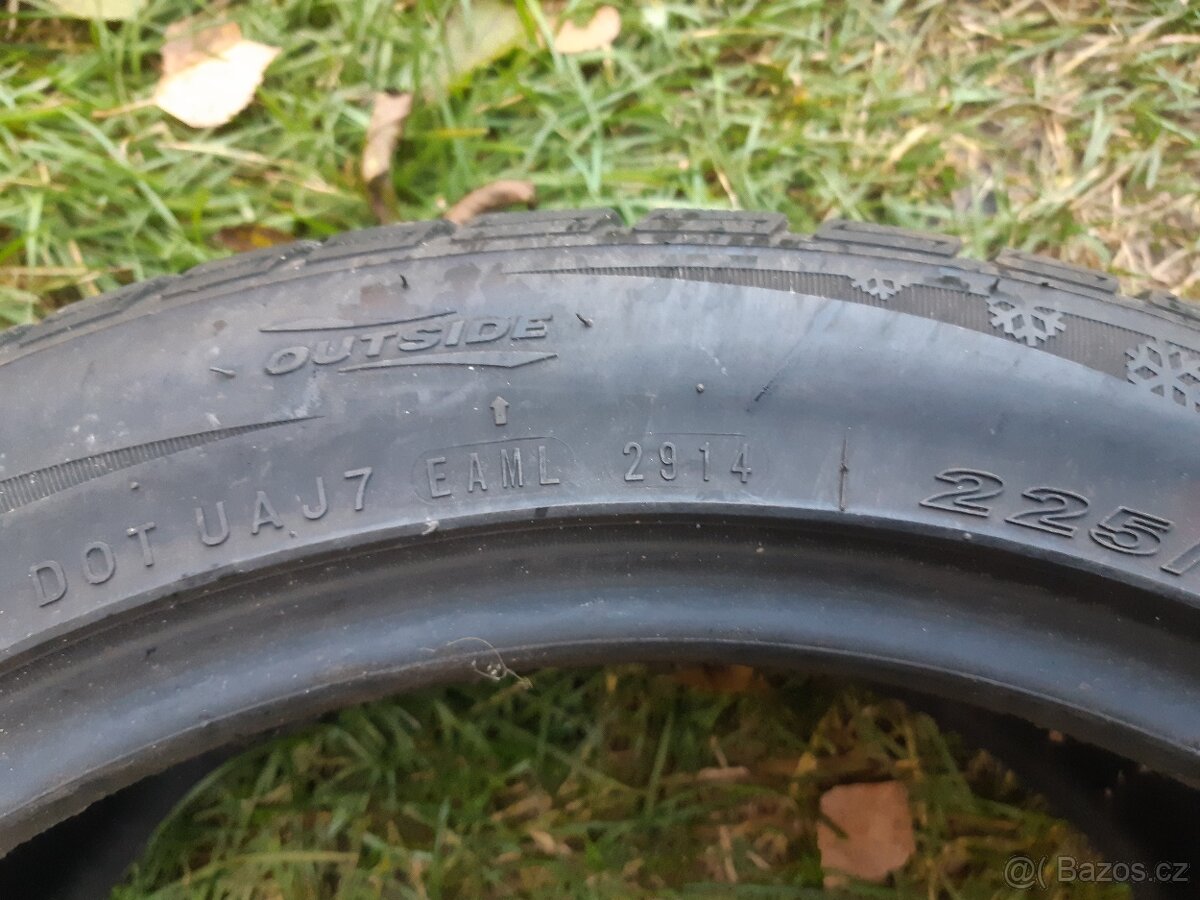 OUTSIDE
DOT UAJ7 EAML 2914
225/
@( Bazos.cz